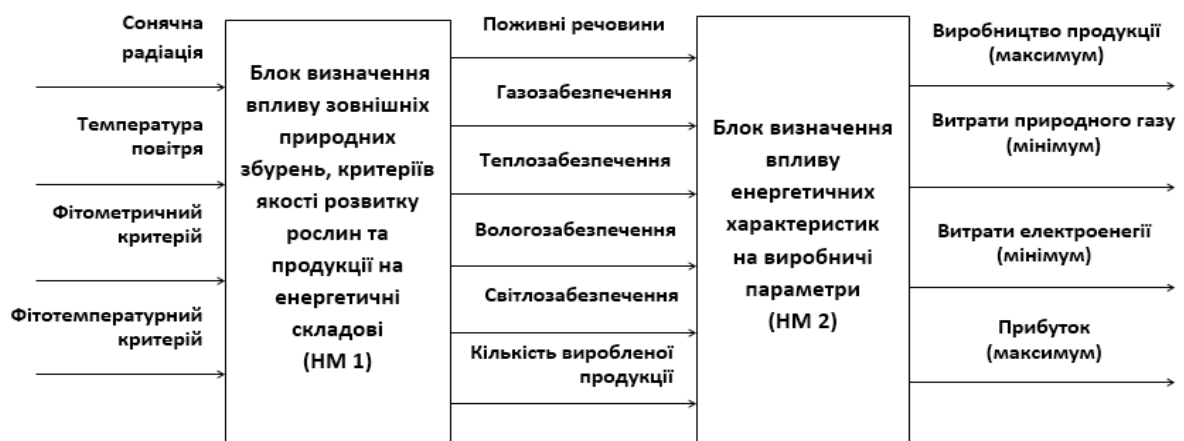 Сонячна
радіація
Температура
повітря
Фітометричний
критерій
Фітотемпературний
критерій
Блок визначення
впливу зовнішніх
природних
збурень, критеріїв
якості розвитку
рослин та
продукції на
енергетичні
складові
(НМ 1)
Поживні речовини
Газозабезпечення
Теплозабезпечення
Вологозабезпечення
Світлозабезпечення
Кількість виробленої
продукції
Блок визначення
впливу
енергетичних
характеристик
на виробничі
параметри
(НМ 2)
Виробництво продукції
(максимум)
Витрати природного газу
(мінімум)
Витрати електроенегії
(мінімум)
Прибуток
(максимум)